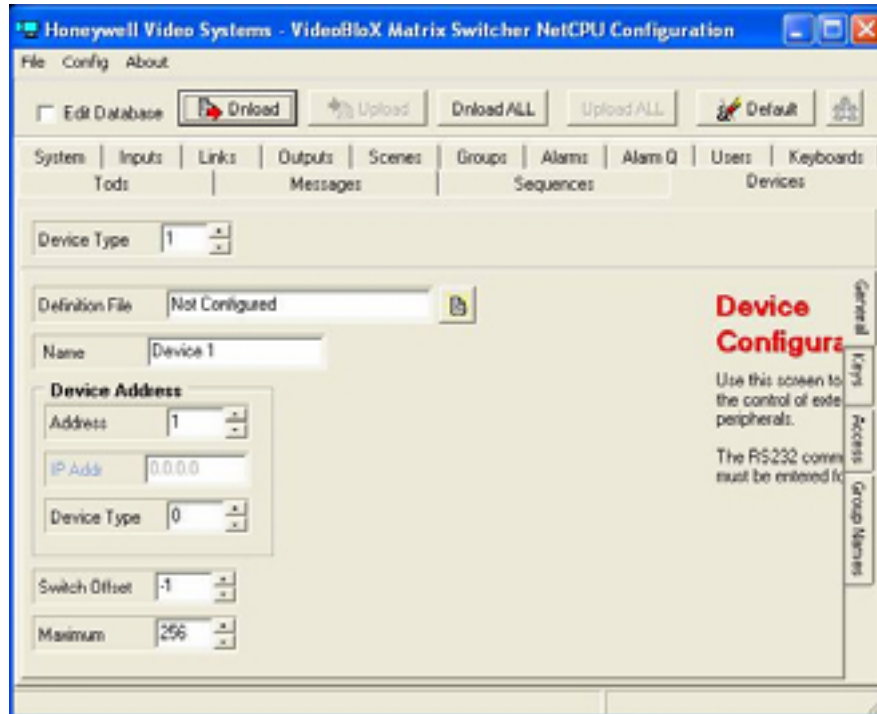 Honeywell Video Systems - VideoBloX Matrix Switcher NetCPU Configuration
File Config About
Edit Database Dnload Upload Dnload ALL Upload ALL Default
System Inputs Links Outputs Scenes Groups Alarms Alarm Q Users Keyboards
Tods Messages Sequences Devices
Device Type 1
Definition File Not Configured
Name Device 1
Device Address
Address 1
IP Addr 0.0.0.0
Device Type 0
Switch Offset -1
Maximum 256
Device
Configura
Use this screen to
the control of exte
peripherals.
The RS232 comm
must be entered fo
General
Keys
Access
Group Names